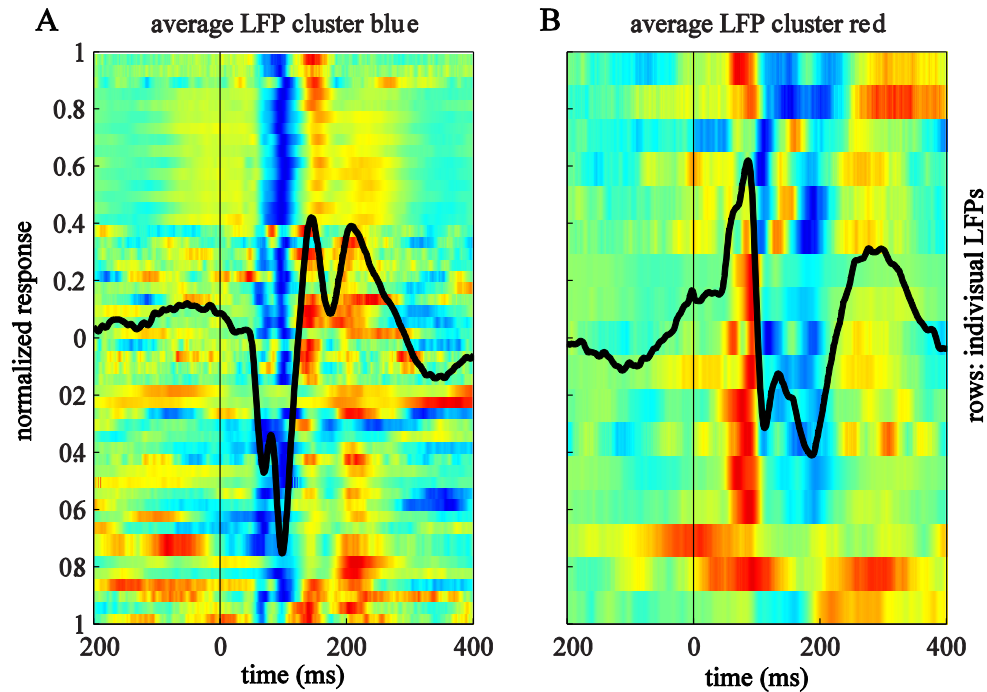 A
average LFP cluster blue
B
average LFP cluster red
normalized response
1
0.8
0.6
0.4
0.2
0
02
04
06
08
1
200 0 200 400
time (ms)
200 0 200 400
time (ms)
rows: indivisual LFPs